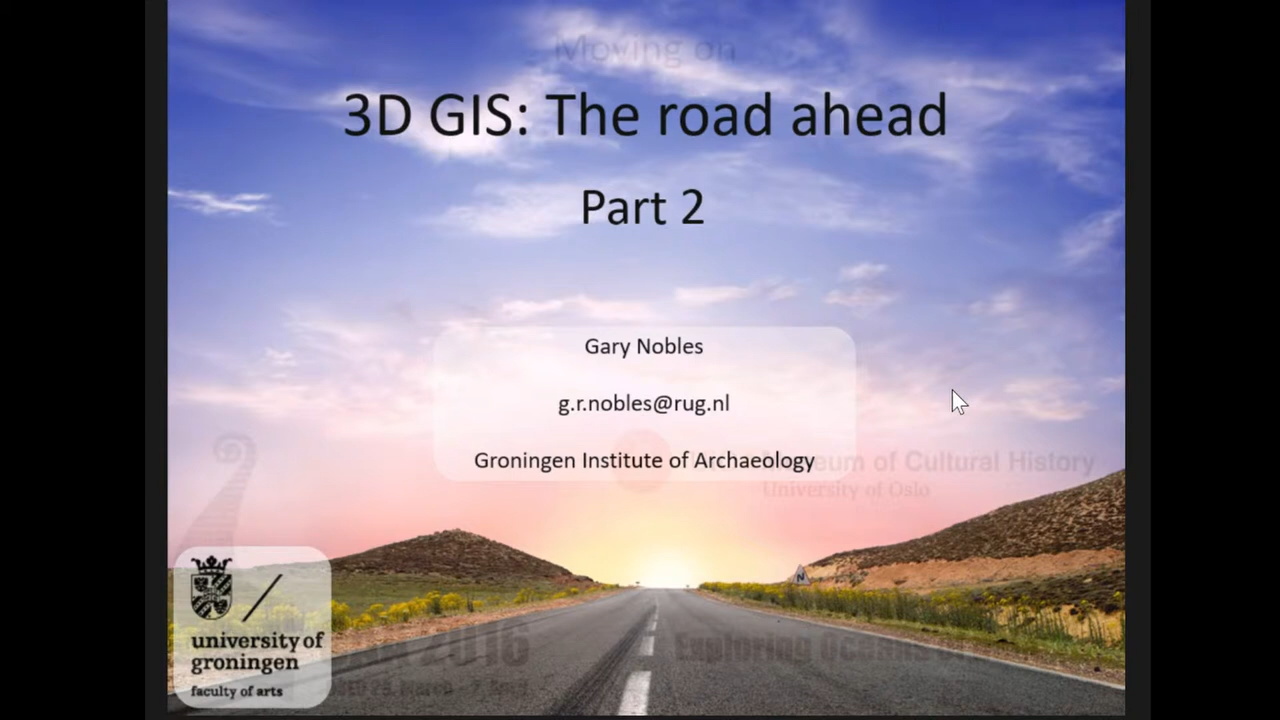 Moving on
3D GIS: The road ahead
Part 2
Gary Nobles
g.r.nobles@rug.nl
Groningen Institute of Archaeology
Museum of Cultural History
University of Oslo
university of
groningen
faculty of arts
2016
Exploring Oceans